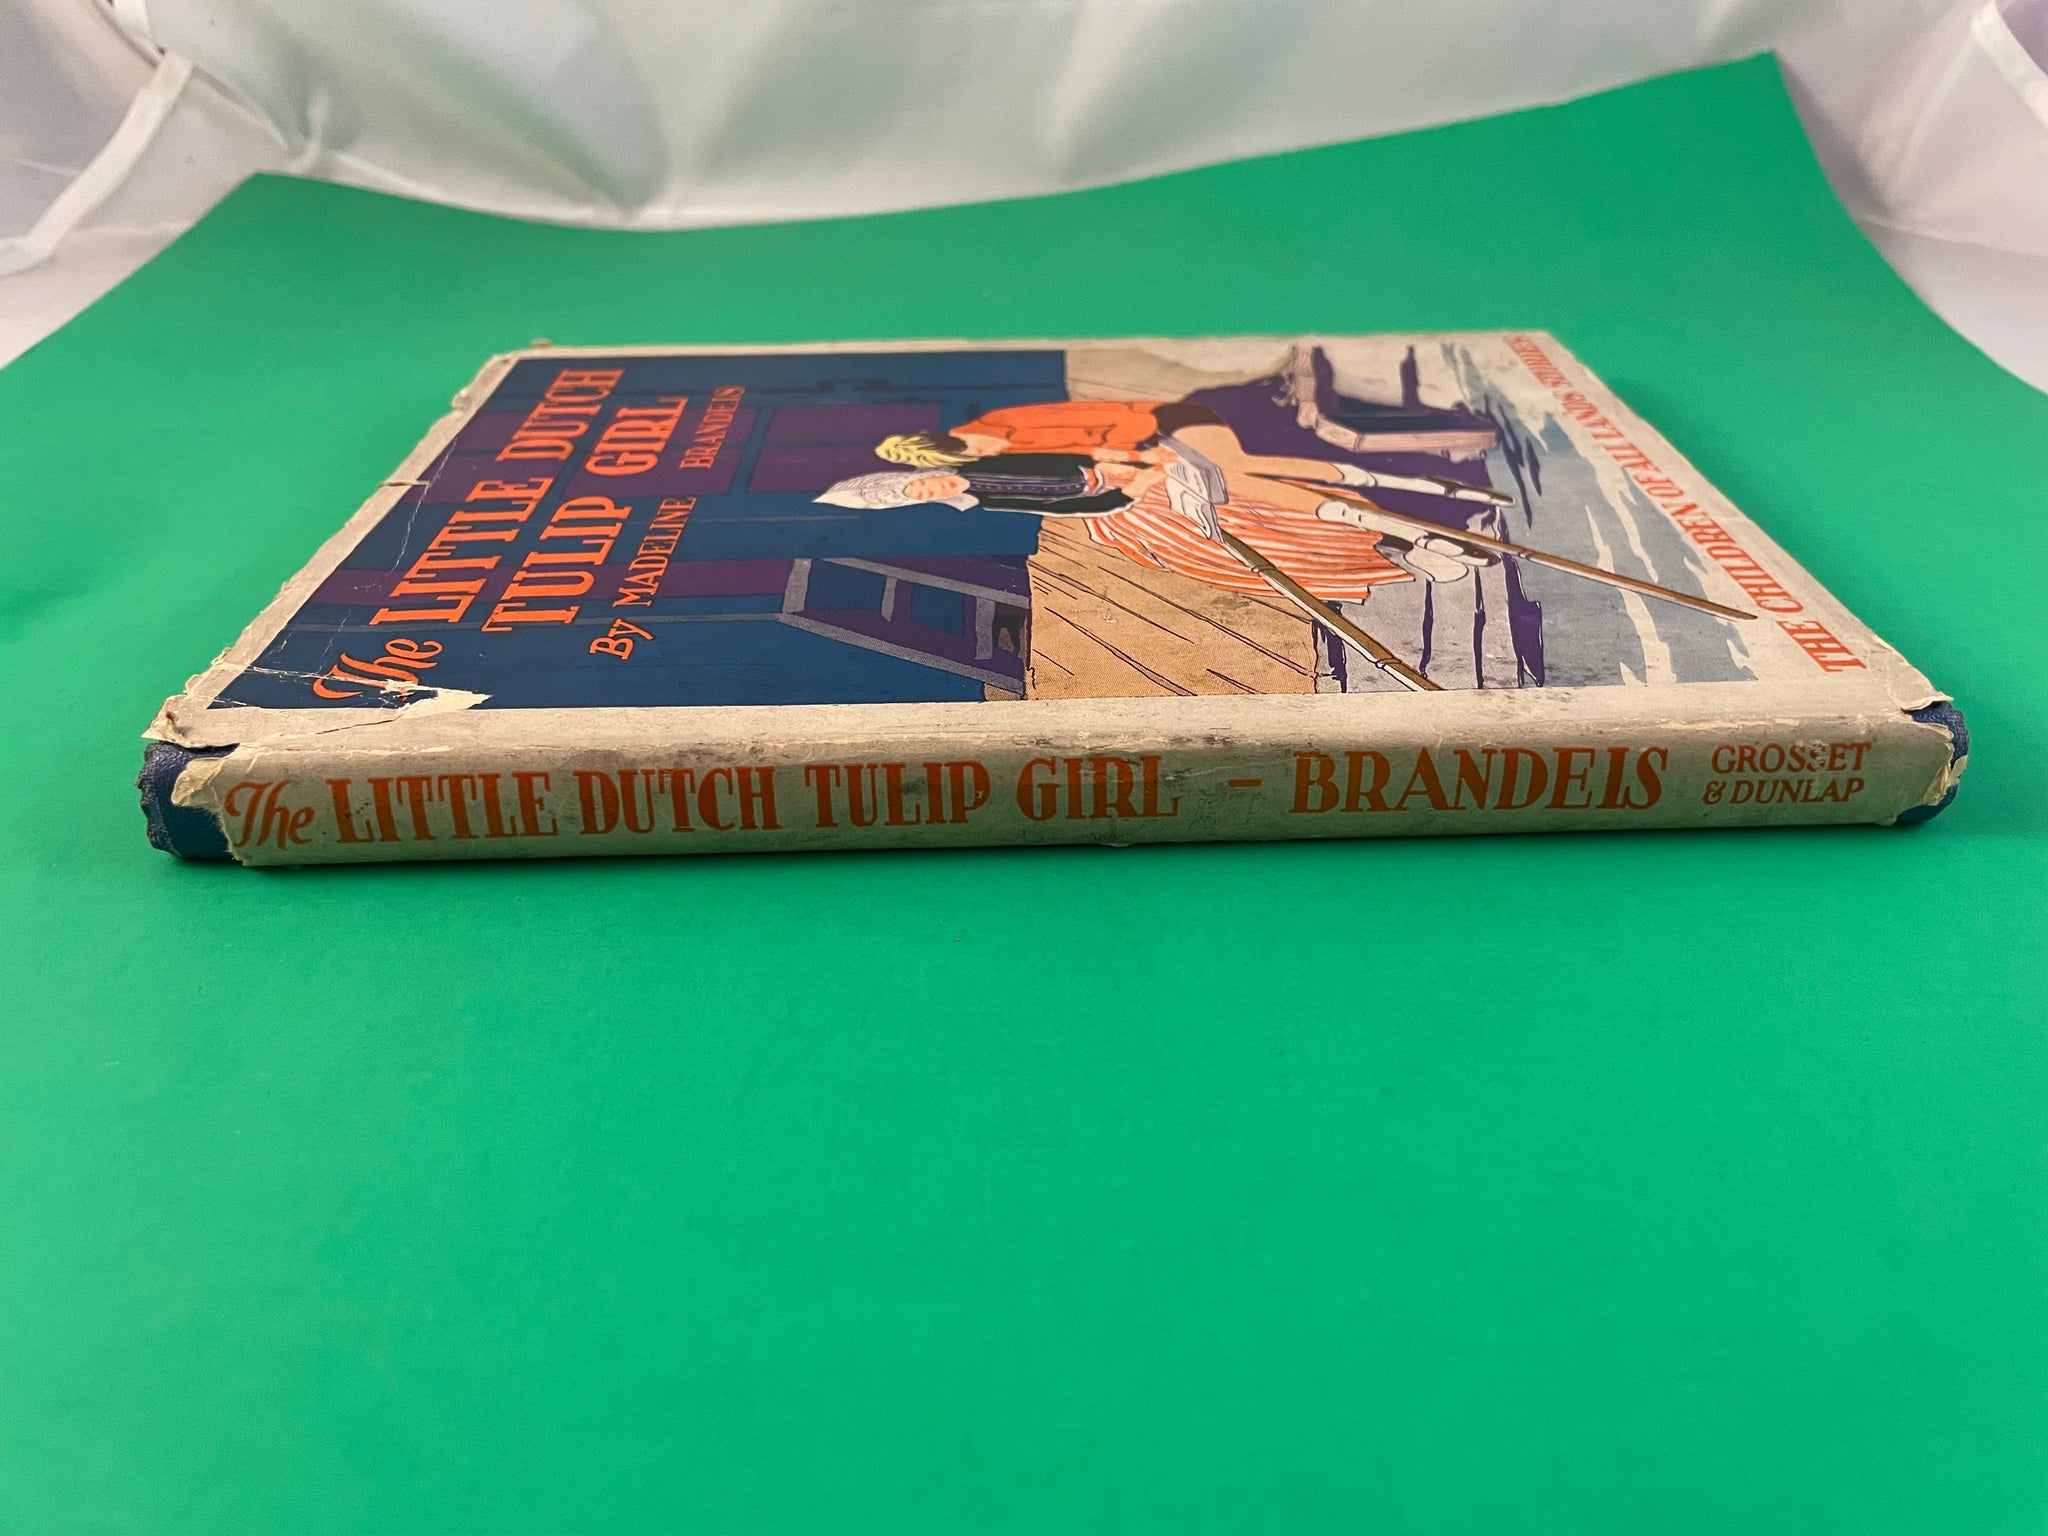 The LITTLE DUTCH
TULIP GIRL
By MADELINE BRANDEIS
THE CHILDREN OF ALL LANDS STORIES
The LITTLE DUTCH TULIP GIRL – BRANDEIS GROSSET
& DUNLAP